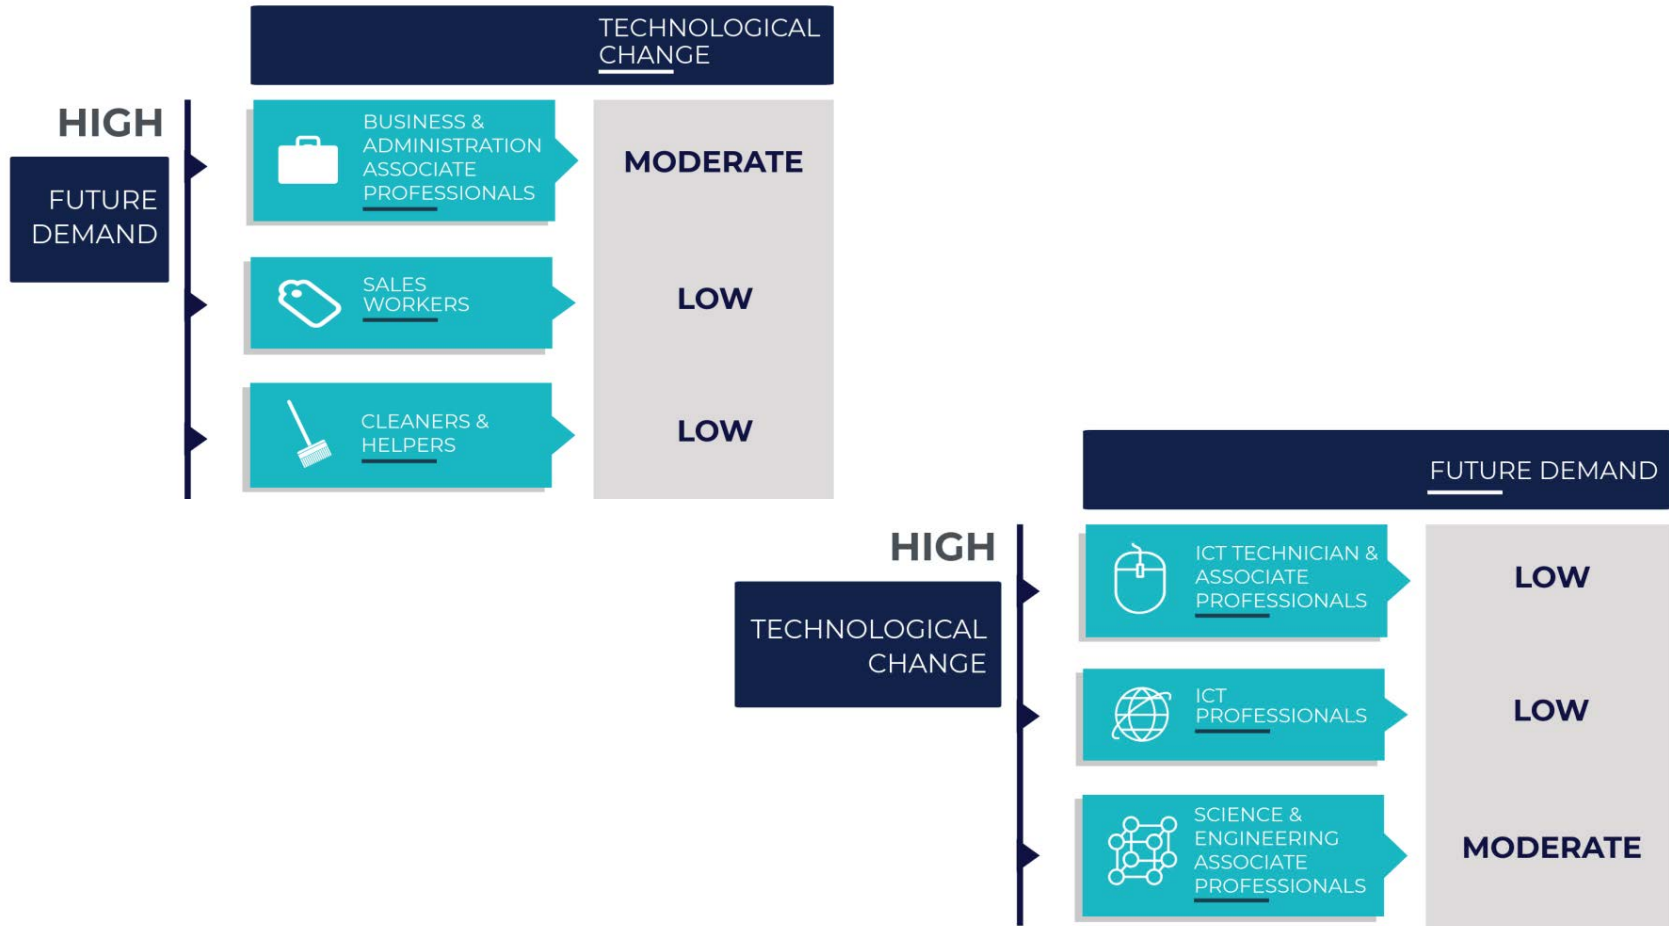 TECHNOLOGICAL
CHANGE
HIGH
FUTURE
DEMAND
BUSINESS &
ADMINISTRATION
ASSOCIATE
PROFESSIONALS
MODERATE
SALES
WORKERS
LOW
CLEANERS &
HELPERS
LOW
FUTURE DEMAND
HIGH
TECHNOLOGICAL
CHANGE
ICT TECHNICIAN &
ASSOCIATE
PROFESSIONALS
LOW
ICT
PROFESSIONALS
LOW
SCIENCE &
ENGINEERING
ASSOCIATE
PROFESSIONALS
MODERATE